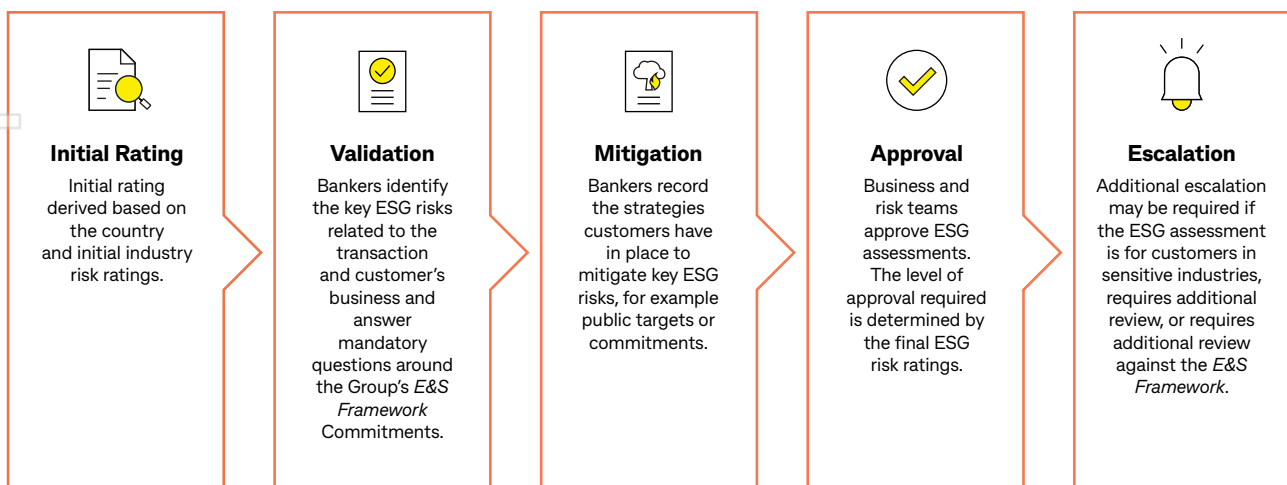 Initial Rating
Initial rating
derived based on
the country
and initial industry
risk ratings.
Validation
Bankers identify
the key ESG risks
related to the
transaction
and customer's
business and
answer
mandatory
questions around
the Group's E&S
Framework
Commitments.
Mitigation
Bankers record
the strategies
customers have
in place to
mitigate key ESG
risks, for example
public targets or
commitments.
Approval
Business and
risk teams
approve ESG
assessments.
The level of
approval required
is determined by
the final ESG
risk ratings.
Escalation
Additional escalation
may be required if
the ESG assessment
is for customers in
sensitive industries,
requires additional
review, or requires
additional review
against the E&S
Framework.